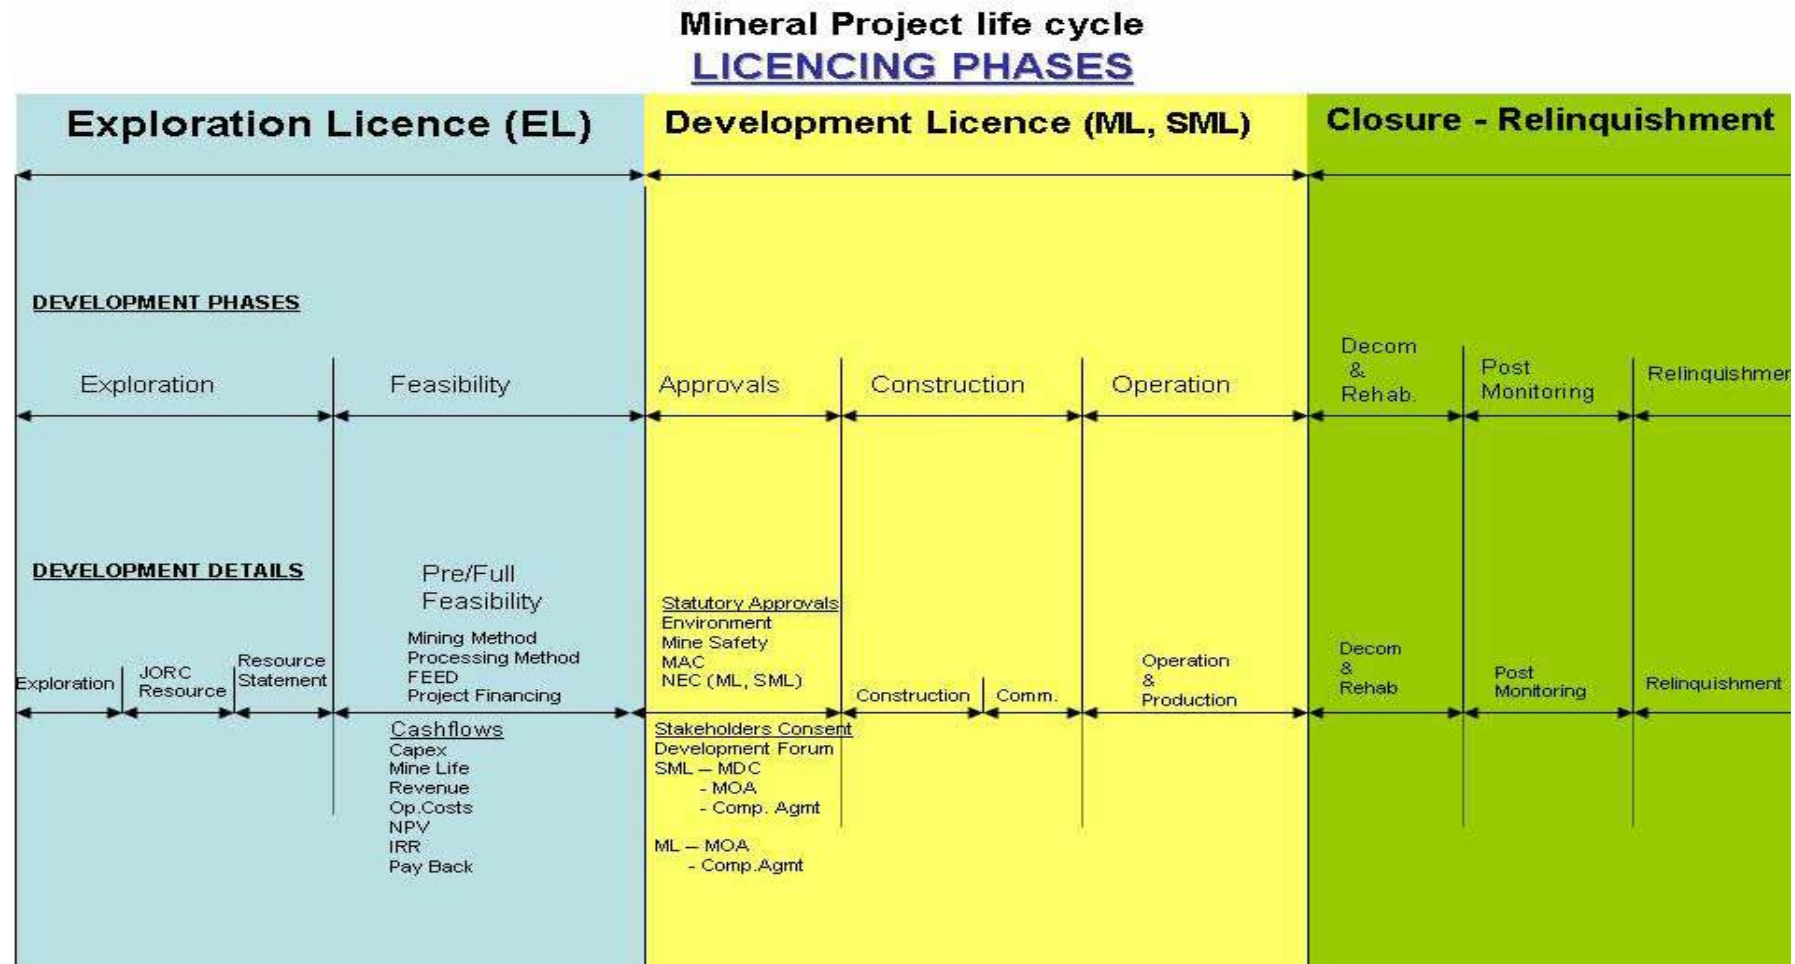 Mineral Project life cycle
LICENCING PHASES
Exploration Licence (EL)
Development Licence (ML, SML)
Closure - Relinquishment
DEVELOPMENT PHASES
Exploration
Feasibility
Approvals
Construction
Operation
Decom
&
Rehab.
Post
Monitoring
Relinquishmer
DEVELOPMENT DETAILS
Exploration
JORC
Resource
Resource
Statement
Pre/Full
Feasibility
Mining Method
Processing Method
FEED
Project Financing
Cashflows
Capex
Mine Life
Revenue
Op.Costs
NPV
IRR
Pay Back
Statutory Approvals
Environment
Mine Safety
MAC
NEC (ML, SML)
Stakeholders Consent
Development Forum
SML – MDC
- MOA
- Comp. Agmt
ML – MOA
- Comp.Agmt
Construction
Comm.
Operation
&
Production
Decom
&
Rehab
Post
Monitoring
Relinquishment